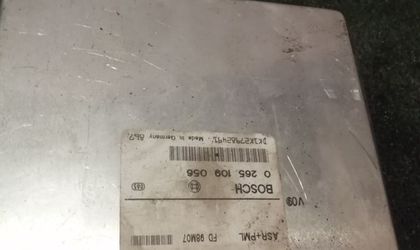 ASR+PML FD 98M07
V09
BOSCH
0 265 109 056
Made in Germany